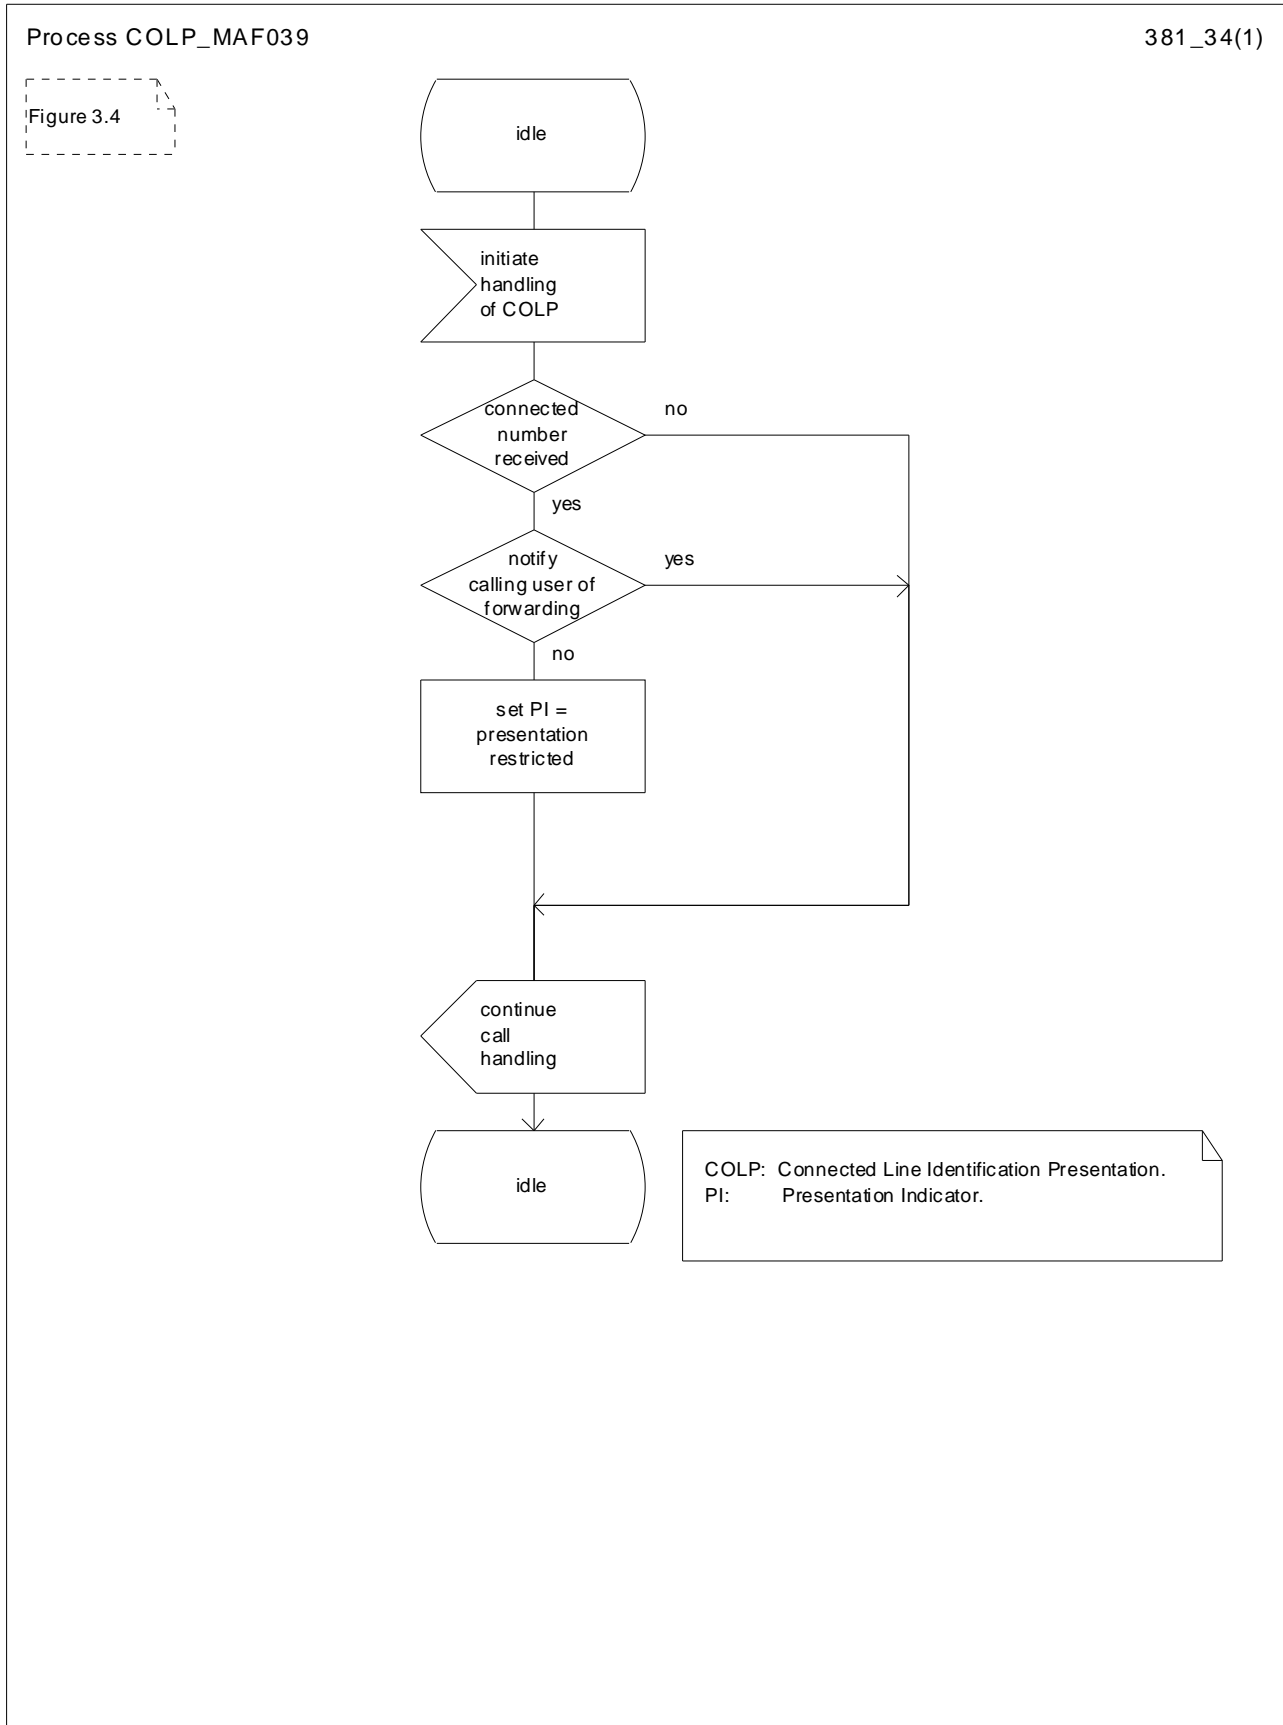 Process COLP_MAF039
381_34(1)
Figure 3.4
idle
initiate
handling
of COLP
connected
number
received
no
yes
notify
calling user of
forwarding
yes
no
set PI =
presentation
restricted
continue
call
handling
idle
COLP: Connected Line Identification Presentation.
PI: Presentation Indicator.